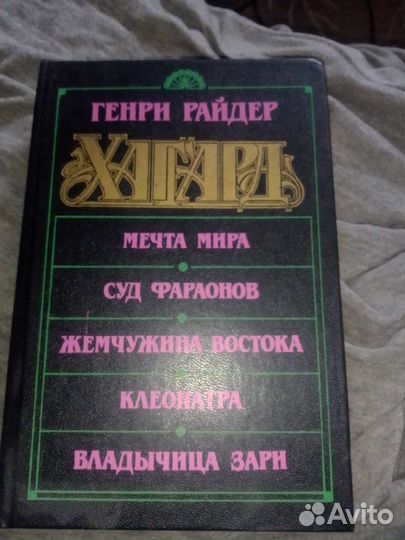 ГЕНРИ РАЙДЕР
ХАГГАРД
МЕЧТА МИРА
СУД ФАРАОНОВ
ЖЕМЧУЖИНА ВОСТОКА
КЛЕОПАТРА
ВЛАДЫЧИЦА ЗАРИ
Avito